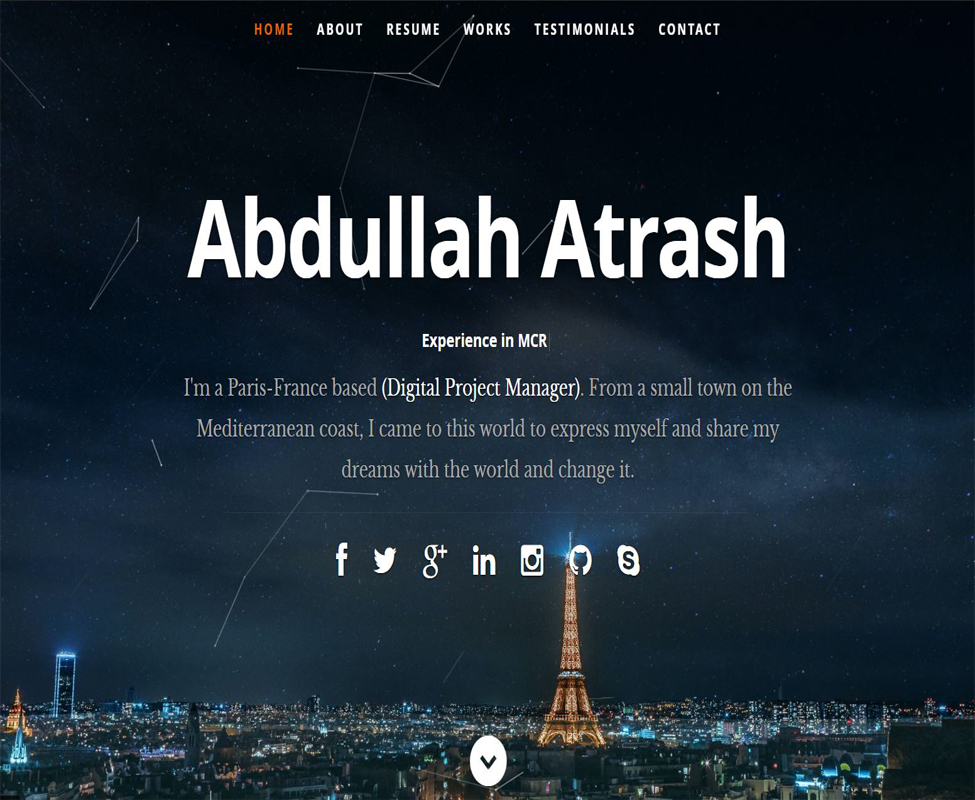 HOME ABOUT RESUME WORKS TESTIMONIALS CONTACT
Abdullah Atrash
Experience in MCR
I'm a Paris-France based (Digital Project Manager). From a small town on the
Mediterranean coast, I came to this world to express myself and share my
dreams with the world and change it.